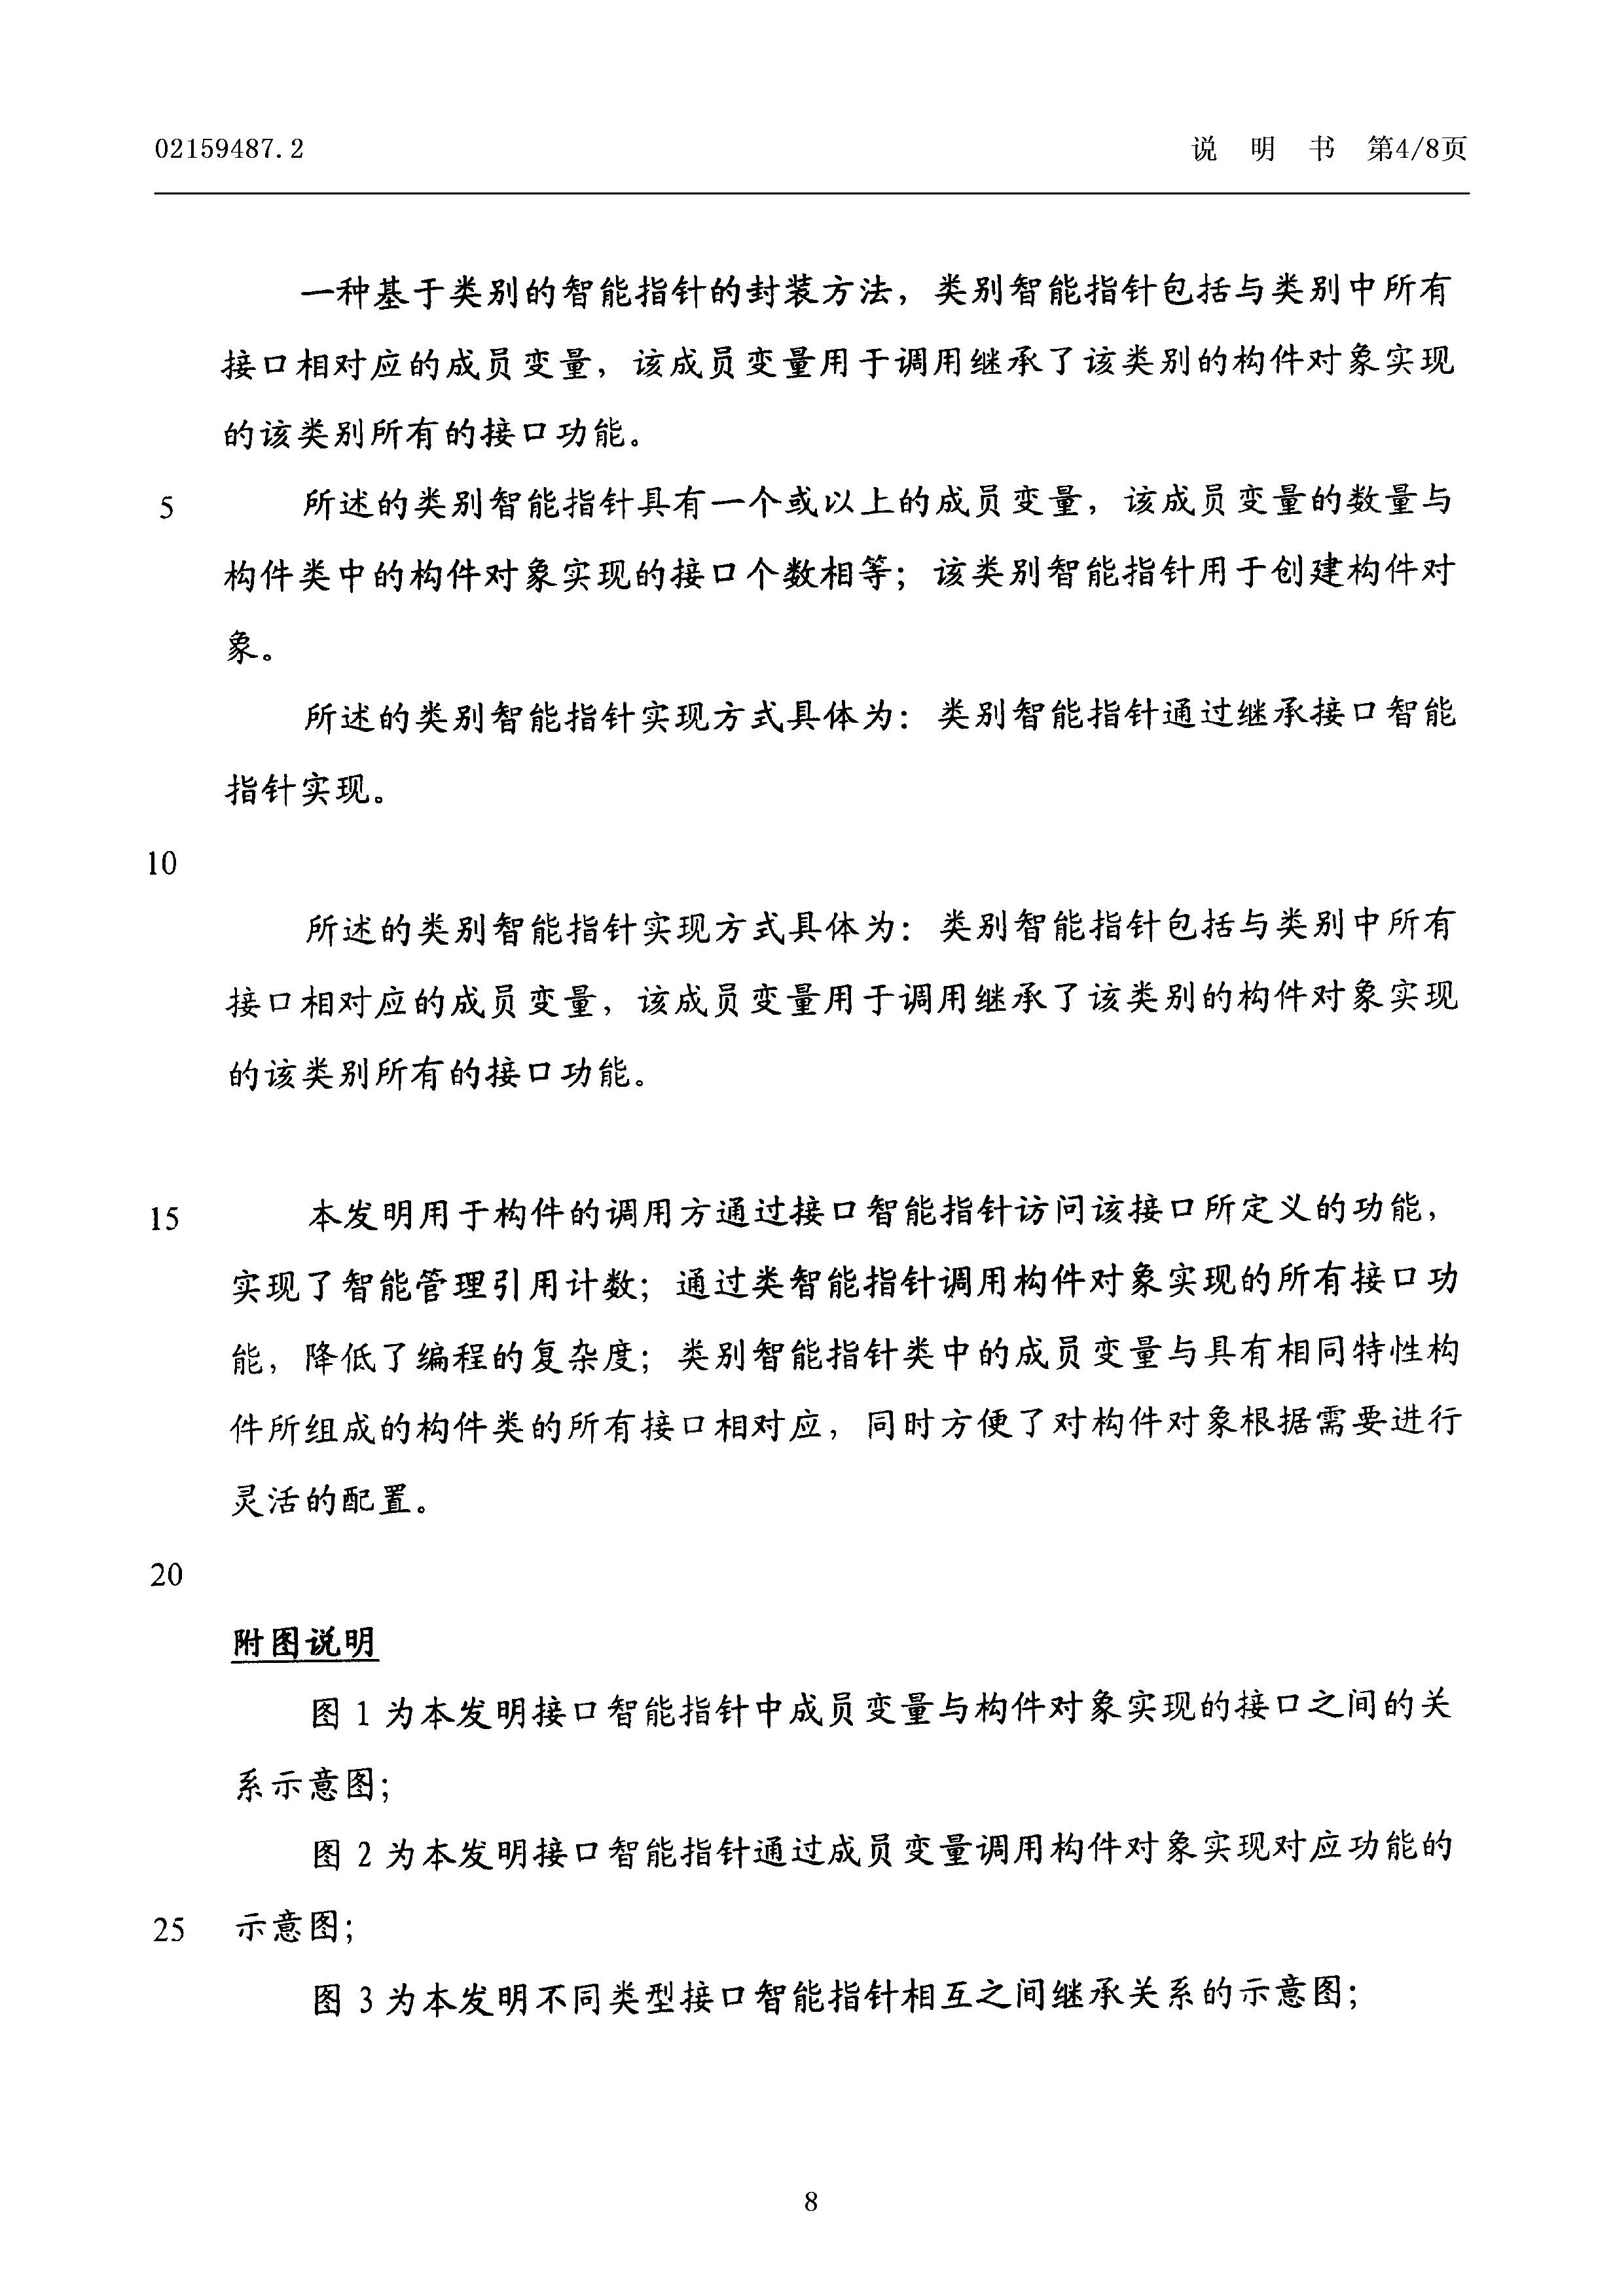 02159487.2 说 明 书 第4/8页
一种基于类别的智能指针的封装方法，类别智能指针包括与类别中所有
接口相对应的成员变量，该成员变量用于调用继承了该类别的构件对象实现
的该类别所有的接口功能。
5 所述的类别智能指针具有一个或以上的成员变量，该成员变量的数量与
构件类中的构件对象实现的接口个数相等；该类别智能指针用于创建构件对
象。
所述的类别智能指针实现方式具体为：类别智能指针通过继承接口智能
指针实现。
10
所述的类别智能指针实现方式具体为：类别智能指针包括与类别中所有
接口相对应的成员变量，该成员变量用于调用继承了该类别的构件对象实现
的该类别所有的接口功能。
15 本发明用于构件的调用方通过接口智能指针访问该接口所定义的功能，
实现了智能管理引用计数；通过类智能指针调用构件对象实现的所有接口功
能，降低了编程的复杂度；类别智能指针类中的成员变量与具有相同特性构
件所组成的构件类的所有接口相对应，同时方便了对构件对象根据需要进行
灵活的配置。
20
附图说明
图 1 为本发明接口智能指针中成员变量与构件对象实现的接口之间的关
系示意图；
图 2 为本发明接口智能指针通过成员变量调用构件对象实现对应功能的
25 示意图；
图 3 为本发明不同类型接口智能指针相互之间继承关系的示意图；
8